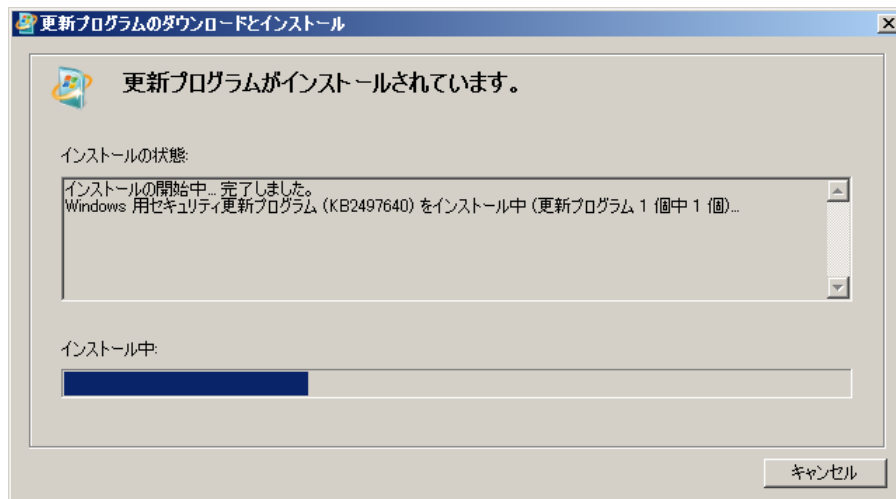 更新プログラムのダウンロードとインストール
更新プログラムがインストールされています。
インストールの状態:
インストールの開始中... 完了しました。
Windows 用セキュリティ更新プログラム (KB2497640) をインストール中 (更新プログラム 1 個中 1 個)...
インストール中:
キャンセル